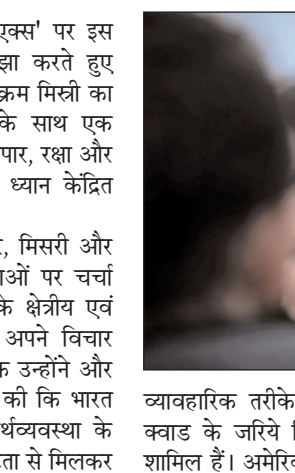 एक्स' पर इस
झा करते हुए
क्रम मिस्री का
के साथ एक
पार, रक्षा और
ध्यान केंद्रित
र, मिसरी और
ाओं पर चर्चा
के क्षेत्रीय एवं
अपने विचार
क उन्होंने और
की कि भारत
र्थव्यवस्था के
ता से मिलकर
व्यावहारिक तरीके
क्वाड के जरिये
शामिल हैं। अमेरि